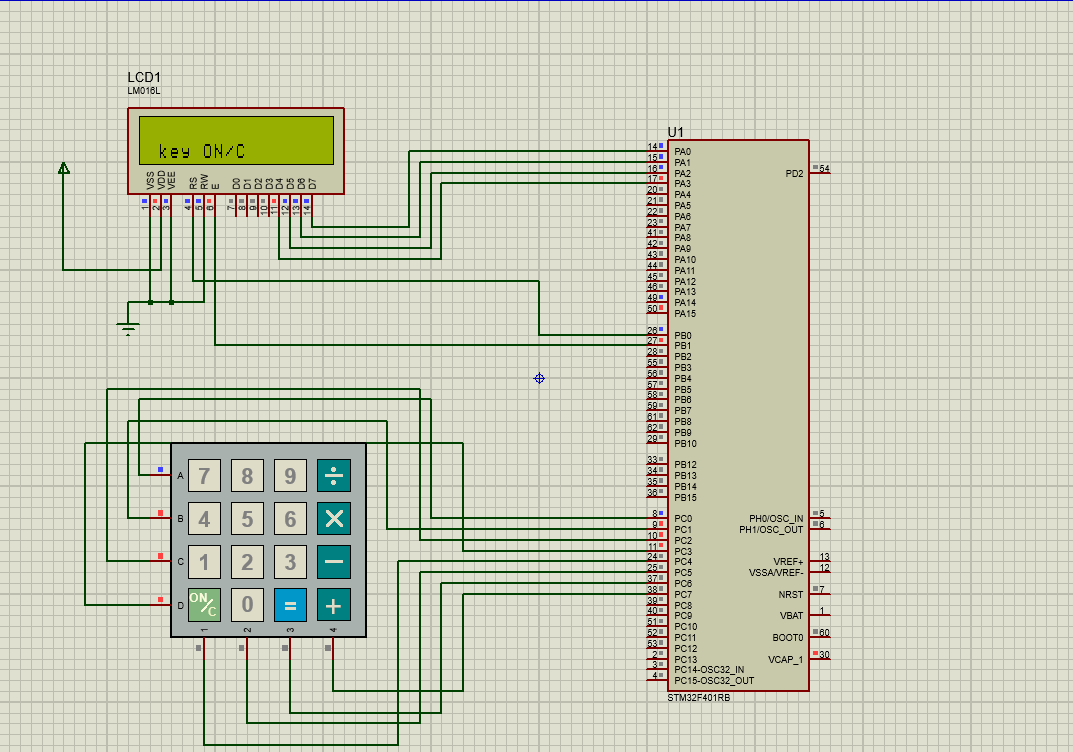 LCD1
LM016L
key ON/C
VSS VDD VEE RS RW E D0 D1 D2 D3 D4 D5 D6 D7
1 2 3 4 5 6 7 8 9 10 11 12 13 14
U1
14 PA0
15 PA1
16 PA2
17 PA3
20 PA4
21 PA5
22 PA6
23 PA7
41 PA8
42 PA9
43 PA10
44 PA11
45 PA12
46 PA13
49 PA14
50 PA15
26 PB0
27 PB1
28 PB2
55 PB3
56 PB4
57 PB5
58 PB6
59 PB7
61 PB8
62 PB9
29 PB10
33 PB12
34 PB13
35 PB14
36 PB15
8 PC0
9 PC1
10 PC2
11 PC3
24 PC4
25 PC5
37 PC6
38 PC7
39 PC8
40 PC9
51 PC10
52 PC11
53 PC12
2 PC13
3 PC14-OSC32_IN
4 PC15-OSC32_OUT
PD2 54
PH0/OSC_IN 5
PH1/OSC_OUT 6
VREF+ 13
VSSA/VREF- 12
NRST 7
VBAT 1
BOOT0 60
VCAP_1 30
STM32F401RB
A 7 8 9 ÷
B 4 5 6 ×
C 1 2 3 −
D ON/C 0 = +
1 2 3 4